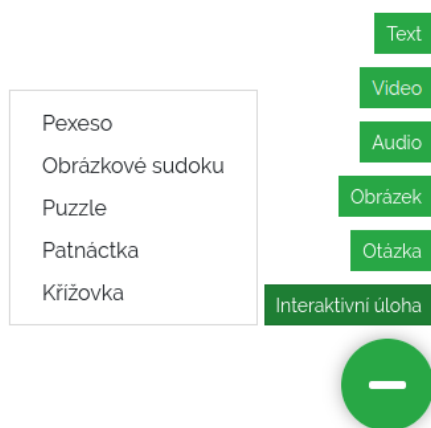 Text
Video
Audio
Obrázek
Otázka
Interaktivní úloha
Pexeso
Obrázkové sudoku
Puzzle
Patnáctka
Křížovka